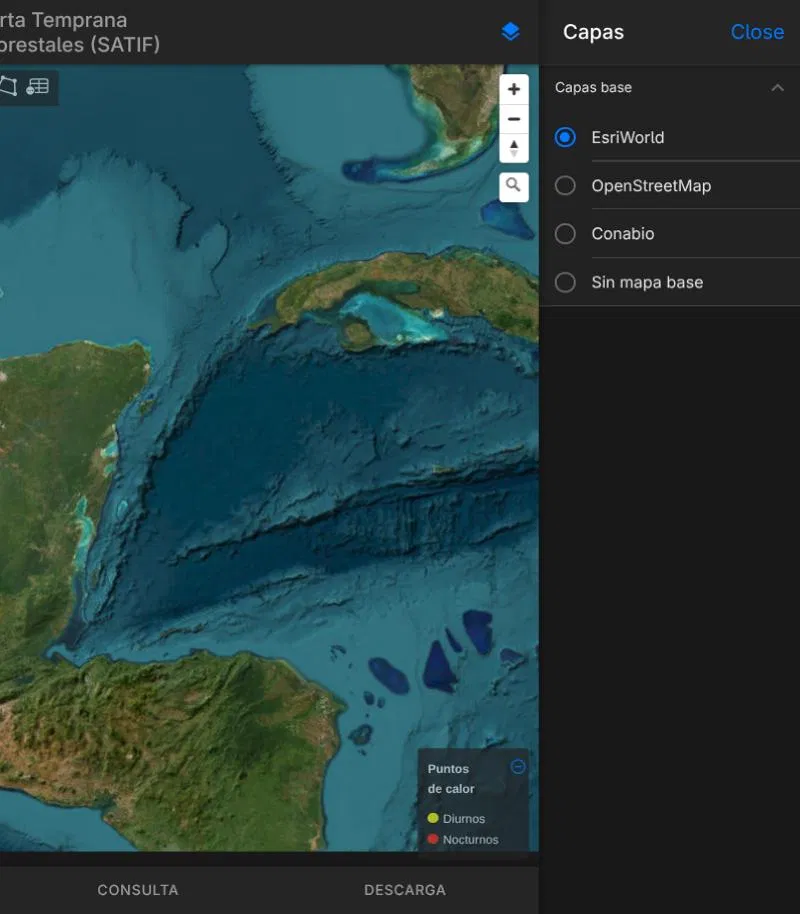 rta Temprana
orestales (SATIF)
Capas
Close
Capas base
EsriWorld
OpenStreetMap
Conabio
Sin mapa base
Puntos
de calor
Diurnos
Nocturnos
CONSULTA
DESCARGA